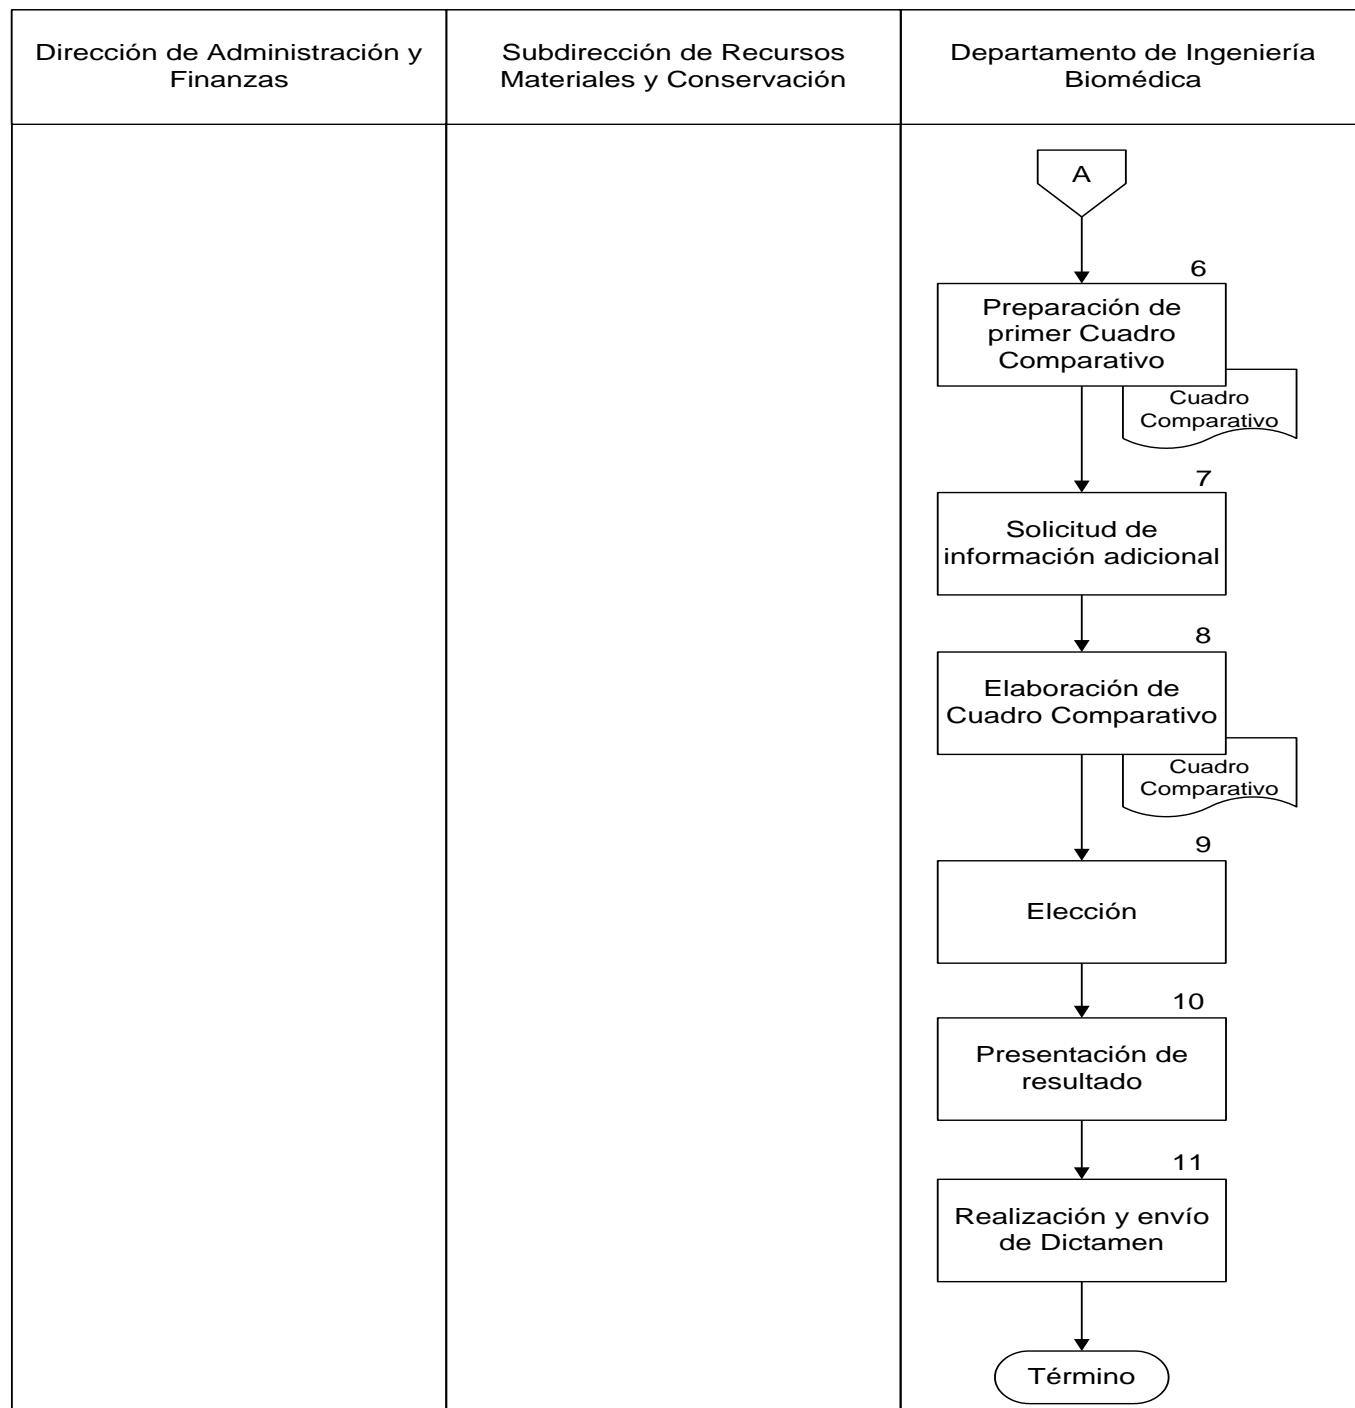 Dirección de Administración y
Finanzas
Subdirección de Recursos
Materiales y Conservación
Departamento de Ingeniería
Biomédica
A
6
Preparación de
primer Cuadro
Comparativo
Cuadro
Comparativo
7
Solicitud de
información adicional
8
Elaboración de
Cuadro Comparativo
Cuadro
Comparativo
9
Elección
10
Presentación de
resultado
11
Realización y envío
de Dictamen
Término